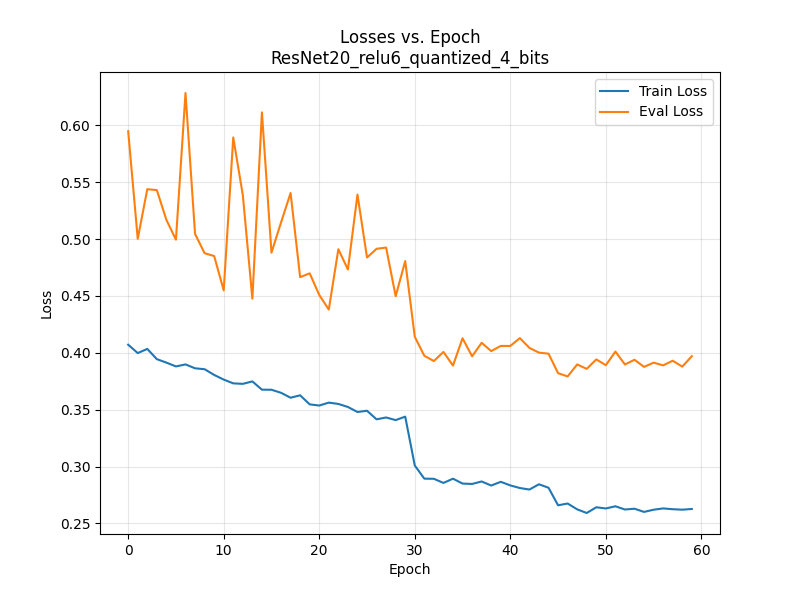 Losses vs. Epoch
ResNet20_relu6_quantized_4_bits
Train Loss
Eval Loss
Loss
0.60
0.55
0.50
0.45
0.40
0.35
0.30
0.25
0 10 20 30 40 50 60
Epoch